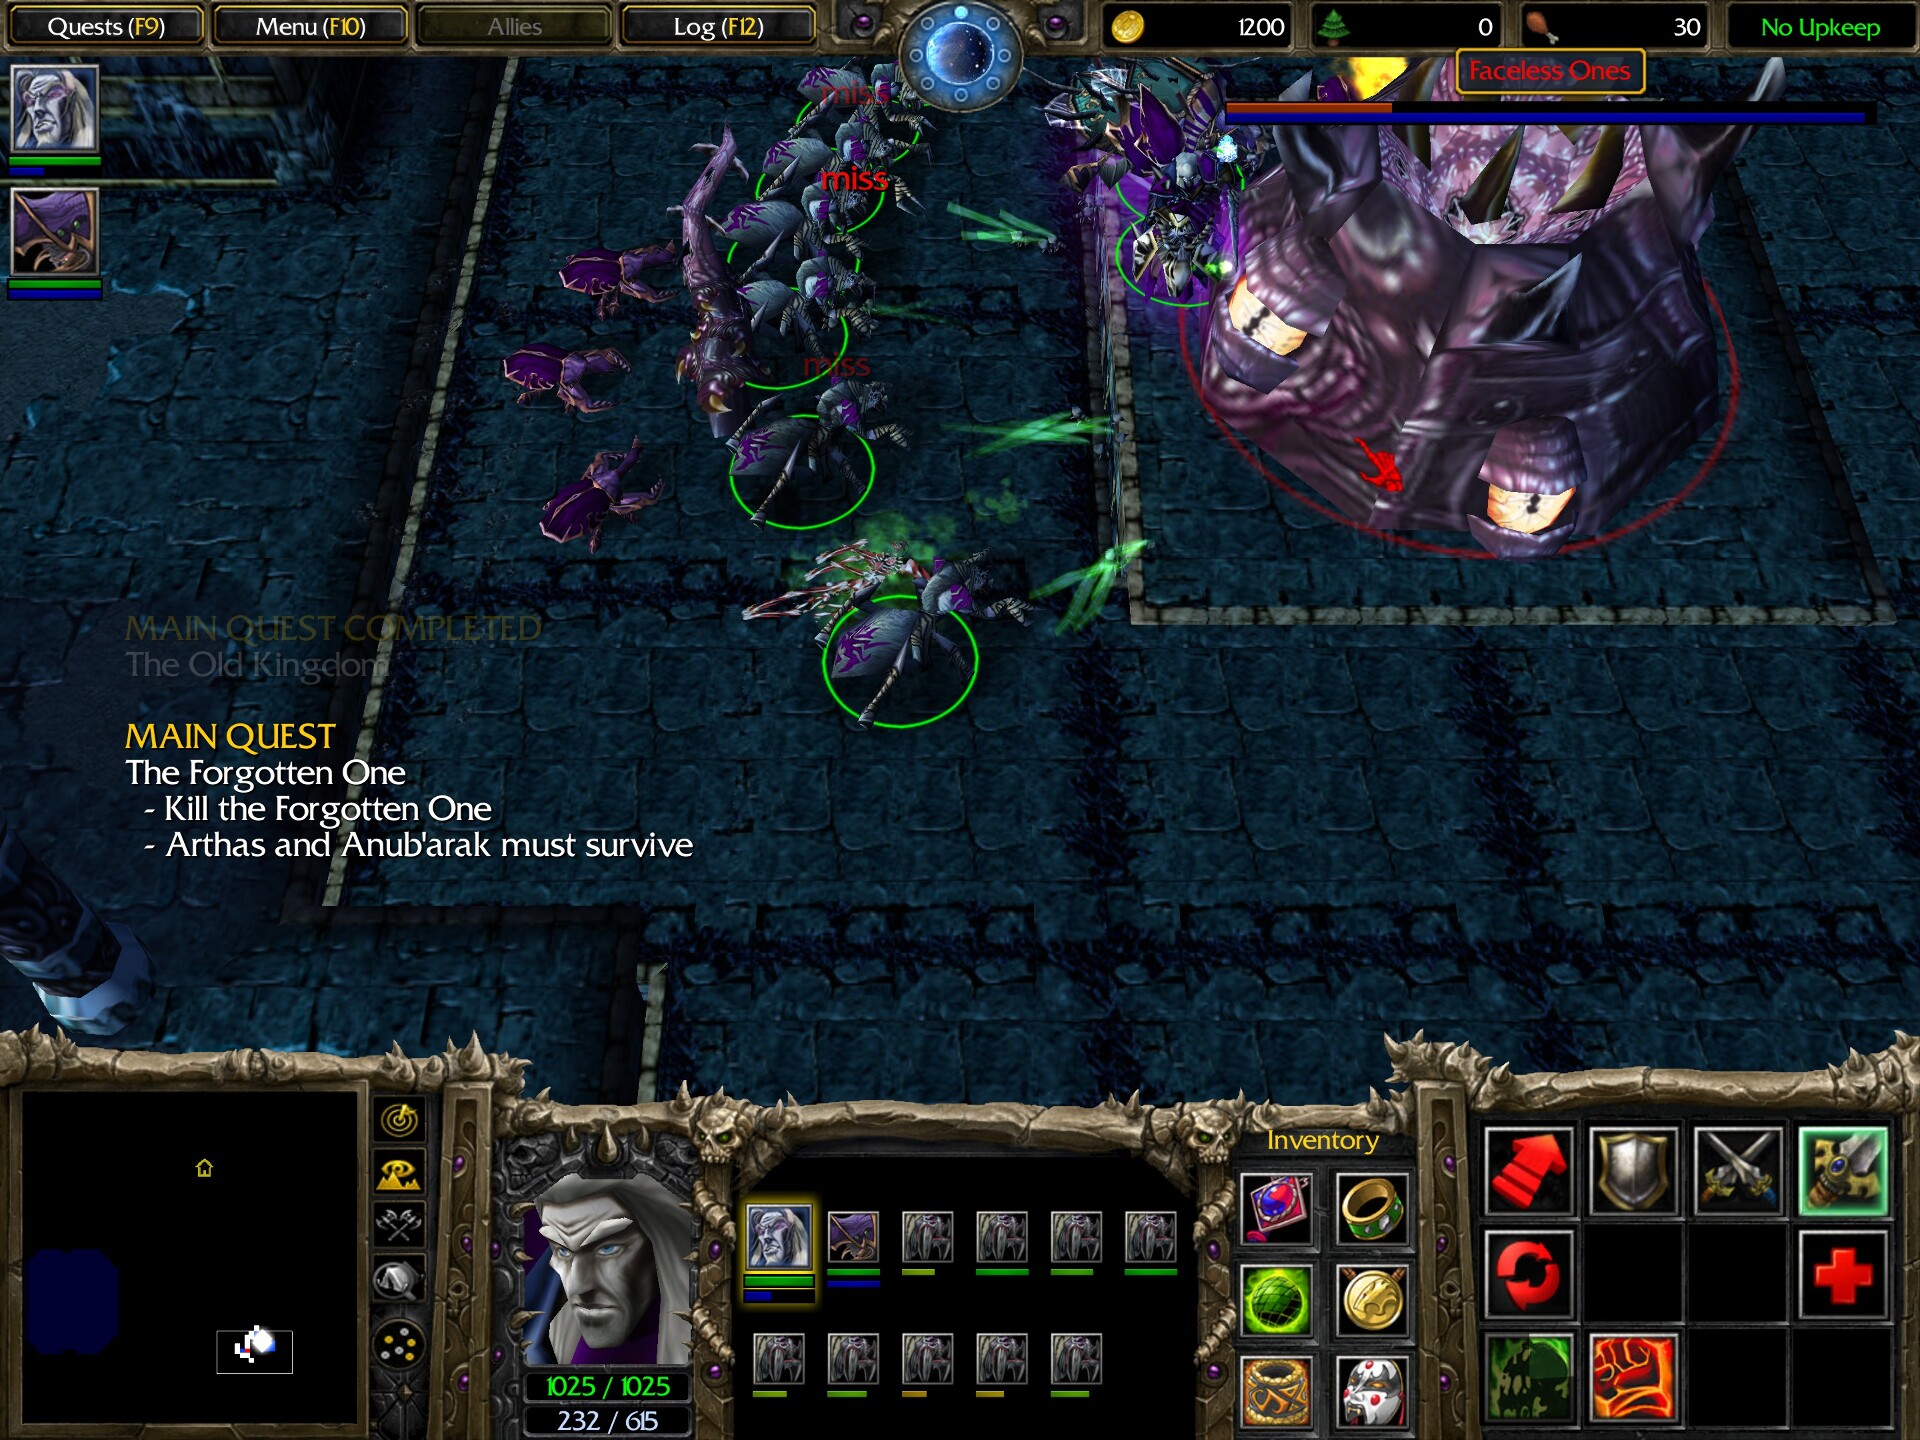 Quests (F9)
Menu (F10)
Allies
Log (F12)
1200
0
30
No Upkeep
Faceless Ones
miss
miss
miss
MAIN QUEST COMPLETED
The Old Kingdom
MAIN QUEST
The Forgotten One
- Kill the Forgotten One
- Arthas and Anub'arak must survive
Inventory
1025 / 1025
232 / 615